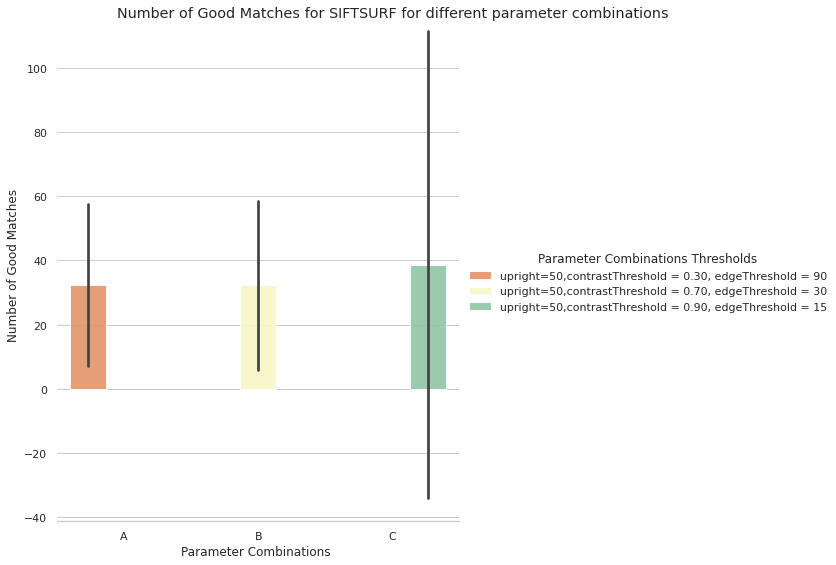 Number of Good Matches for SIFTSURF for different parameter combinations
100
80
60
40
20
0
−20
−40
Number of Good Matches
A B C
Parameter Combinations
Parameter Combinations Thresholds
upright=50,contrastThreshold = 0.30, edgeThreshold = 90
upright=50,contrastThreshold = 0.70, edgeThreshold = 30
upright=50,contrastThreshold = 0.90, edgeThreshold = 15